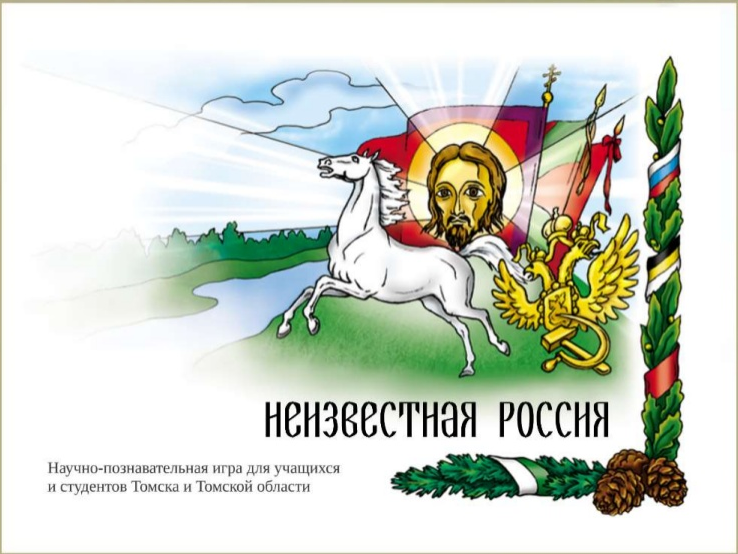 неизвестная россия
Научно-познавательная игра для учащихся
и студентов Томска и Томской области